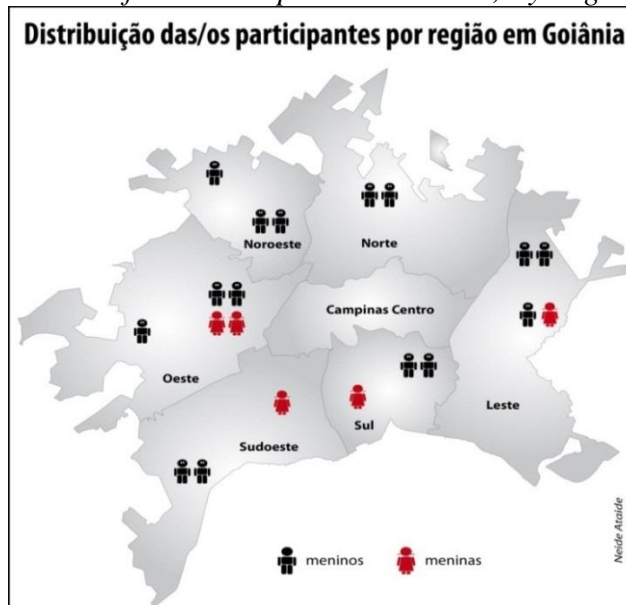 Distribuição das/os participantes por região em Goiânia
Noroeste
Norte
Campinas Centro
Oeste
Leste
Sul
Sudoeste
meninos
meninas
Neide Ataide